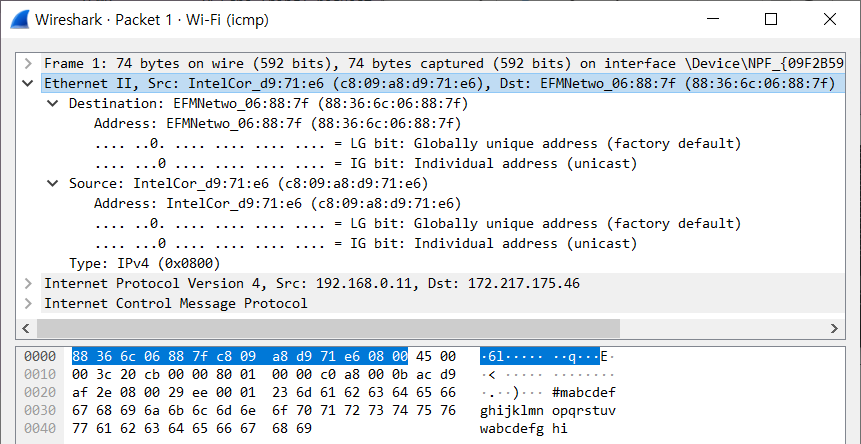 Wireshark · Packet 1 · Wi-Fi (icmp)
Frame 1: 74 bytes on wire (592 bits), 74 bytes captured (592 bits) on interface \Device\NPF_{09F2B59
Ethernet II, Src: IntelCor_d9:71:e6 (c8:09:a8:d9:71:e6), Dst: EFMNetwo_06:88:7f (88:36:6c:06:88:7f)
Destination: EFMNetwo_06:88:7f (88:36:6c:06:88:7f)
Address: EFMNetwo_06:88:7f (88:36:6c:06:88:7f)
.... ..0. .... .... .... .... = LG bit: Globally unique address (factory default)
.... ...0 .... .... .... .... = IG bit: Individual address (unicast)
Source: IntelCor_d9:71:e6 (c8:09:a8:d9:71:e6)
Address: IntelCor_d9:71:e6 (c8:09:a8:d9:71:e6)
.... ..0. .... .... .... .... = LG bit: Globally unique address (factory default)
.... ...0 .... .... .... .... = IG bit: Individual address (unicast)
Type: IPv4 (0x0800)
Internet Protocol Version 4, Src: 192.168.0.11, Dst: 172.217.175.46
Internet Control Message Protocol
0000 88 36 6c 06 88 7f c8 09 a8 d9 71 e6 08 00 45 00 ·6l····· ··q···E·
0010 00 3c 20 cb 00 00 80 01 00 00 c0 a8 00 0b ac d9 ·< ····· ········
0020 af 2e 08 00 29 ee 00 01 23 6d 61 62 63 64 65 66 ·.··)··· #mabcdef
0030 67 68 69 6a 6b 6c 6d 6e 6f 70 71 72 73 74 75 76 ghijklmn opqrstuv
0040 77 61 62 63 64 65 66 67 68 69 wabcdefg hi